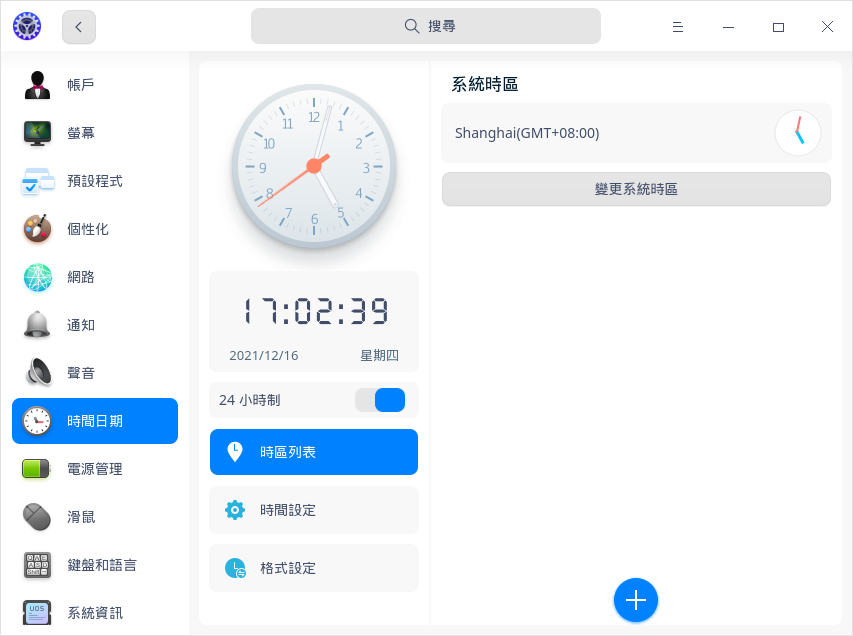 搜尋
帳戶
螢幕
預設程式
個性化
網路
通知
聲音
時間日期
電源管理
滑鼠
鍵盤和語言
系統資訊
12
1
2
3
4
5
6
7
8
9
10
11
17:02:39
2021/12/16 星期四
24 小時制
時區列表
時間設定
格式設定
系統時區
Shanghai(GMT+08:00)
變更系統時區
UOS